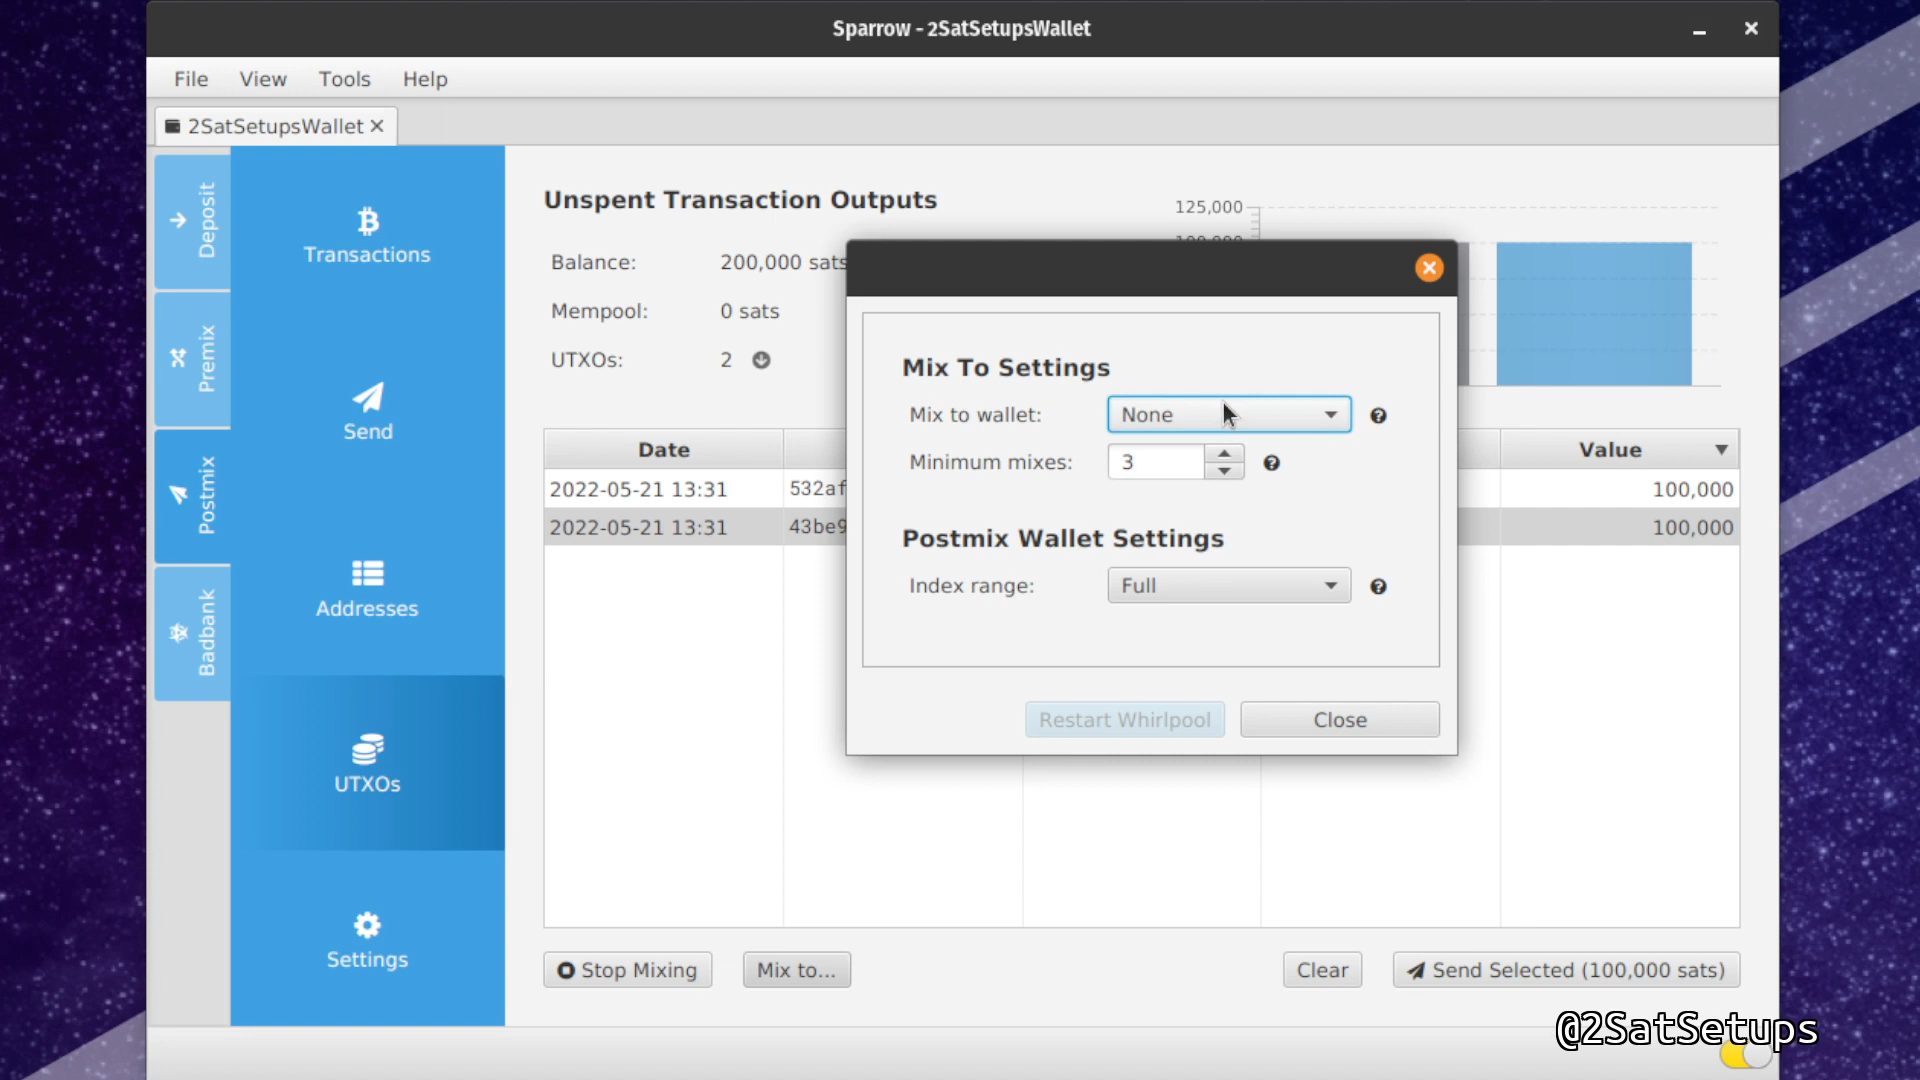 Sparrow - 2SatSetupsWallet
File View Tools Help
2SatSetupsWallet
Deposit
Premix
Postmix
Badbank
Transactions
Send
Addresses
UTXOs
Settings
Unspent Transaction Outputs
Balance: 200,000 sats
Mempool: 0 sats
UTXOs: 2
125,000
Date Value
2022-05-21 13:31 532af 100,000
2022-05-21 13:31 43be9 100,000
Mix To Settings
Mix to wallet: None
Minimum mixes: 3
Postmix Wallet Settings
Index range: Full
Restart Whirlpool Close
Stop Mixing Mix to... Clear Send Selected (100,000 sats)
@2SatSetups